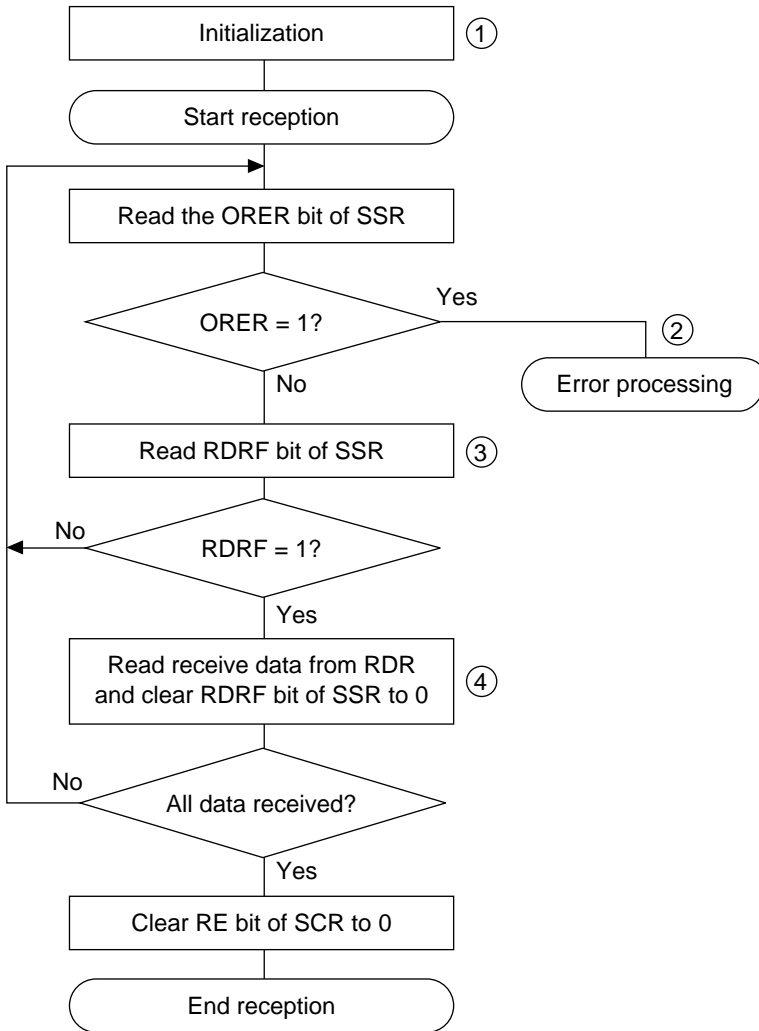 Initialization
1
Start reception
Read the ORER bit of SSR
ORER = 1?
Yes
2
Error processing
No
Read RDRF bit of SSR
3
No
RDRF = 1?
Yes
Read receive data from RDR
and clear RDRF bit of SSR to 0
4
No
All data received?
Yes
Clear RE bit of SCR to 0
End reception